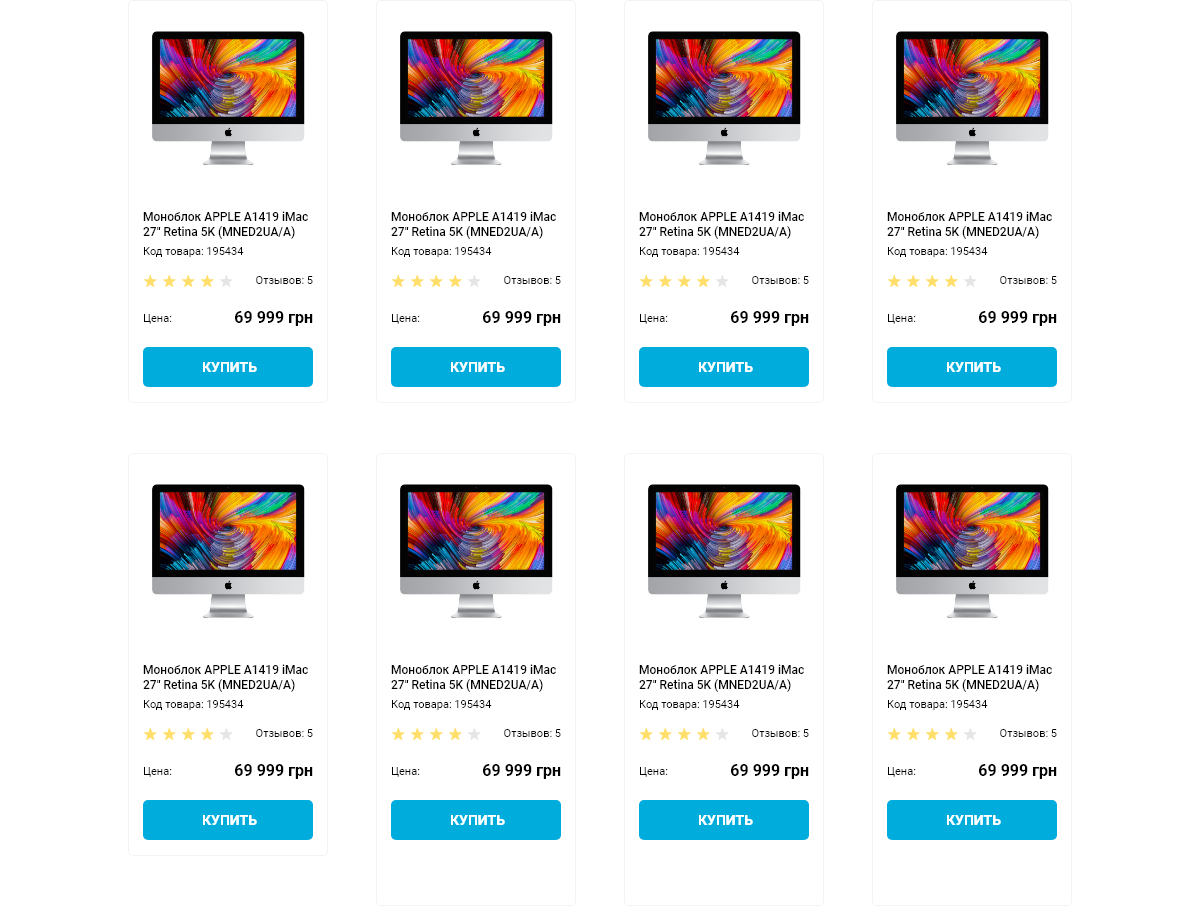 Моноблок APPLE A1419 iMac
27" Retina 5K (MNED2UA/A)
Код товара: 195434
Отзывов: 5
Цена: 69 999 грн
КУПИТЬ
Моноблок APPLE A1419 iMac
27" Retina 5K (MNED2UA/A)
Код товара: 195434
Отзывов: 5
Цена: 69 999 грн
КУПИТЬ
Моноблок APPLE A1419 iMac
27" Retina 5K (MNED2UA/A)
Код товара: 195434
Отзывов: 5
Цена: 69 999 грн
КУПИТЬ
Моноблок APPLE A1419 iMac
27" Retina 5K (MNED2UA/A)
Код товара: 195434
Отзывов: 5
Цена: 69 999 грн
КУПИТЬ
Моноблок APPLE A1419 iMac
27" Retina 5K (MNED2UA/A)
Код товара: 195434
Отзывов: 5
Цена: 69 999 грн
КУПИТЬ
Моноблок APPLE A1419 iMac
27" Retina 5K (MNED2UA/A)
Код товара: 195434
Отзывов: 5
Цена: 69 999 грн
КУПИТЬ
Моноблок APPLE A1419 iMac
27" Retina 5K (MNED2UA/A)
Код товара: 195434
Отзывов: 5
Цена: 69 999 грн
КУПИТЬ
Моноблок APPLE A1419 iMac
27" Retina 5K (MNED2UA/A)
Код товара: 195434
Отзывов: 5
Цена: 69 999 грн
КУПИТЬ